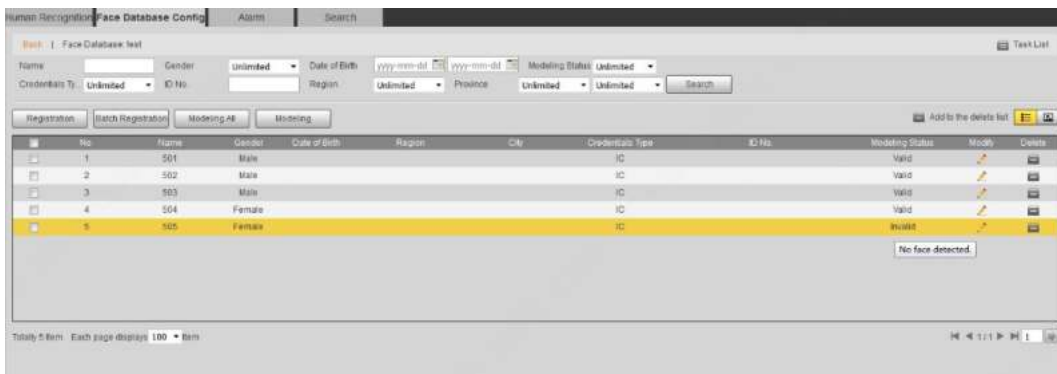 Human Recognition Face Database Config Alarm Search
Back | Face Database: test Task List
Name Gender Unlimited Date of Birth yyyy-mm-dd yyyy-mm-dd Modeling Status Unlimited
Credentials Ty... Unlimited ID No. Region Unlimited Province Unlimited Unlimited Search
Registration Batch Registration Modeling All Modeling Add to the delete list
No. Name Gender Date of Birth Region City Credentials Type ID No. Modeling Status Modify Delete
1 501 Male IC Valid
2 502 Male IC Valid
3 503 Male IC Valid
4 504 Female IC Valid
5 505 Female IC Invalid
No face detected.
Totally 5 Item Each page displays 100 Item 1/1 1